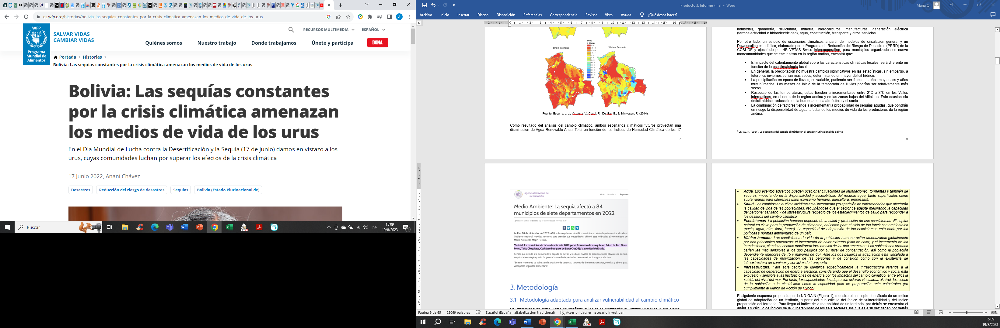 es.wfp.org/historias/bolivia-las-sequias-constantes-por-la-crisis-climatica-amenazan-los-medios-de-vida-de-los-urus
WFP
Programa
Mundial de
Alimentos
SALVAR VIDAS
CAMBIAR VIDAS
RECURSOS MULTIMEDIA
ESPAÑOL
Quiénes somos
Nuestro trabajo
Donde trabajamos
Únete y participa
DONA
Portada > Historias >
Bolivia: Las sequías constantes por la crisis climática amenazan los medios de vida de los urus
Bolivia: Las sequías constantes
por la crisis climática amenazan
los medios de vida de los urus
En el Día Mundial de Lucha contra la Desertificación y la Sequía (17 de junio) damos en vistazo a los
urus, cuyas comunidades luchan por superar los efectos de la crisis climática
17 Junio 2022, Ananí Chávez
Desastres
Reducción del riesgo de desastres
Sequías
Bolivia (Estado Plurinacional de)
Buscar
ESP
15:09
19/8/2023
Producto 3. Informe Final - Word
Maria Q.
Archivo
Inicio
Insertar
Diseño
Disposición
Referencias
Correspondencia
Revisar
Vista
Ayuda
¿Qué desea hacer?
TARW
% Change
Driest Scenario
Wettest Scenario
Fuente: Escurra, J. J., Vazquez, V., Cestti, R., De Nys, E., & Srinivasan, R. (2014).
Como resultado del análisis del cambio climático, ambos escenarios climáticos futuros proyectan una
disminución de Agua Renovable Anual Total en función de los Índices de Humedad Climática de los 17
7
industrial), ganadería, silvicultura, minería, hidrocarburos, manufacturas, generación eléctrica
(termoelectricidad e hidroelectricidad), agua, construcción, transporte y otros servicios.
Por otro lado, un estudio de escenarios climáticos a partir de modelos de circulación general y un
Downscaling estadístico, elaborado por el Programa de Reducción del Riesgo de Desastres (PRRD) de la
COSUDE y ejecutado por HELVETAS Swiss Intercooperation, para municipios organizados en nueve
mancomunidades que se encuentran en la región andina, encontró que:
• El impacto del calentamiento global sobre las características climáticas locales, será diferente en
función de la ecoclimatología local.
• En general, la precipitación no muestra cambios significativos en las estadísticas, sin embargo, a
futuro los inviernos serían más secos, determinando un mayor déficit hídrico.
• La precipitación en época de lluvias, es variable, pudiendo ser frecuente años muy secos y años
muy húmedos. Los meses de inicio de la temporada de lluvias podrían ser relativamente más
secos.
• Respecto de las temperaturas, estas tienden a incrementarse entre 2ºC a 3ºC en los Valles
internadinos, en el norte de la región andina y en las zonas bajas del Altiplano. Esto ocasionaría
déficit hídrico, reducción de la humedad de la atmósfera y el suelo.
• La combinación de factores tiende a incrementar la probabilidad de sequías agudas, que pondrán
en riesgo la disponibilidad de agua, afectando los medios de vida de los productores de la región
andina.
7 CEPAL, N. (2014). La economía del cambio climático en el Estado Plurinacional de Bolivia.
8
abi
agencia boliviana de
información
Inicio Noticias Reportaje
Medio Ambiente: La sequía afectó a 84
municipios de siete departamentos en 2022
Redacción Central Sociedad 28 Diciembre 2022
La Paz, 28 de diciembre de 2022 (ABI). – La sequía afectó a 84 municipios en siete departamentos, donde el
Gobierno nacional moviliza recursos para atender sus necesidades, afirmó este miércoles el viceministro de
Medio Ambiente, Magín Herrera.
"En total, los municipios afectados durante este 2022 por el fenómeno de la sequía son 84 en La Paz, Oruro,
Potosí, Tarija, Chuquisaca, Cochabamba y parte de Santa Cruz", dijo la autoridad de Estado.
Señaló que debido a la demora de la llegada de lluvias y los bajos niveles de precipitaciones pluviales se declaró
sequía meteorológica y esto ha generado una alerta particularmente en el sector agroproductivo.
"En este momento se trabaja en la provisión de cisternas, tanques de diferentes tamaños, semillas y abono para
velar por la seguridad alimentaria".
3. Metodología
3.1 Metodología adaptada para analizar vulnerabilidad al cambio climático
La Universidad de Notre Dame ha diseñado el Índice de Adaptación al Cambio Climático (Notre Dame
• Agua. Los eventos adversos pueden ocasionar situaciones de inundaciones, tormentas y también de
sequías, impactando en la disponibilidad y accesibilidad del recurso agua, tanto superficiales como
subterráneas para diferentes usos (consumo humano, agricultura, empresas).
• Salud. Los cambios en el clima incidirán en el incremento y/o aparición de enfermedades que afectarán
la calidad de vida de las poblaciones, requiriéndose que el sector se adapte mejorando la capacidad
del personal sanitario y de infraestructura respecto de los establecimientos de salud para responder a
los desafíos del cambio climático.
• Ecosistemas. La población humana depende de la salud y protección de sus ecosistemas. El capital
natural es clave para la producción de alimentos, así como para el ciclo de las funciones ambientales
(suelo, agua, aire, flora, fauna). La capacidad de adaptación de los ecosistemas está dada por las
políticas y normas ambientales de un país.
• Hábitat humano. Las condiciones de vida de la población humana están amenazadas globalmente
por dos principales amenazas: el incremento de calor extremo (olas de calor) y el incremento de las
inundaciones, siendo necesario monitorear los cambios de las dos amenazas. Las poblaciones urbanas
serían las más sensibles a los dos peligros por su nivel de concentración, así como la población
dependiente (menores de 15 y mayores de 65). Ante los dos peligros la adaptación está vinculada a
las capacidades de movilización de las personas y de conexión como son la existencia de
infraestructura en caminos y servicios de transporte.
• Infraestructura. Para este sector se identifica específicamente la infraestructura referida a la
capacidad de generación de energía eléctrica, considerando que el desarrollo económico y social está
expuesto y sensible a las fluctuaciones de energía por los impactos del cambio climático, entre ellos la
subida del nivel del mar. Por tanto, las capacidades de adaptación estarán vinculadas al nivel de acceso
de la población a la electricidad como la capacidad país de preparación ante catástrofes (en
cumplimiento al Marco de Acción de Hyogo).
El siguiente esquema propuesto por la ND-GAIN (Figura 1), muestra el concepto del cálculo de un índice
global de adaptación de un territorio, a partir del sub cálculo del índice de vulnerabilidad y del índice
preparación del territorio. Para llegar al índice de vulnerabilidad de un territorio, por detrás se encuentra el
análisis y cálculo de índices de la vulnerabilidad de los seis sectores, los cuales a su vez tienen por detrás
Página 9 de 65
23069 palabras
Español (España - alfabetización tradicional)
Accesibilidad: es necesario investigar
90%
15:09
19/8/2023